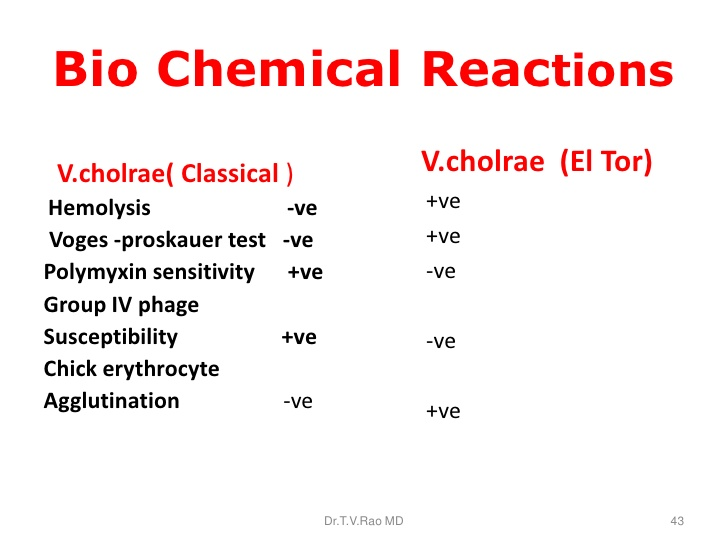 Bio Chemical Reactions
V.cholrae( Classical )
Hemolysis -ve
Voges -proskauer test -ve
Polymyxin sensitivity +ve
Group IV phage
Susceptibility +ve
Chick erythrocyte
Agglutination -ve
V.cholrae (El Tor)
+ve
+ve
-ve
-ve
+ve
Dr.T.V.Rao MD
43